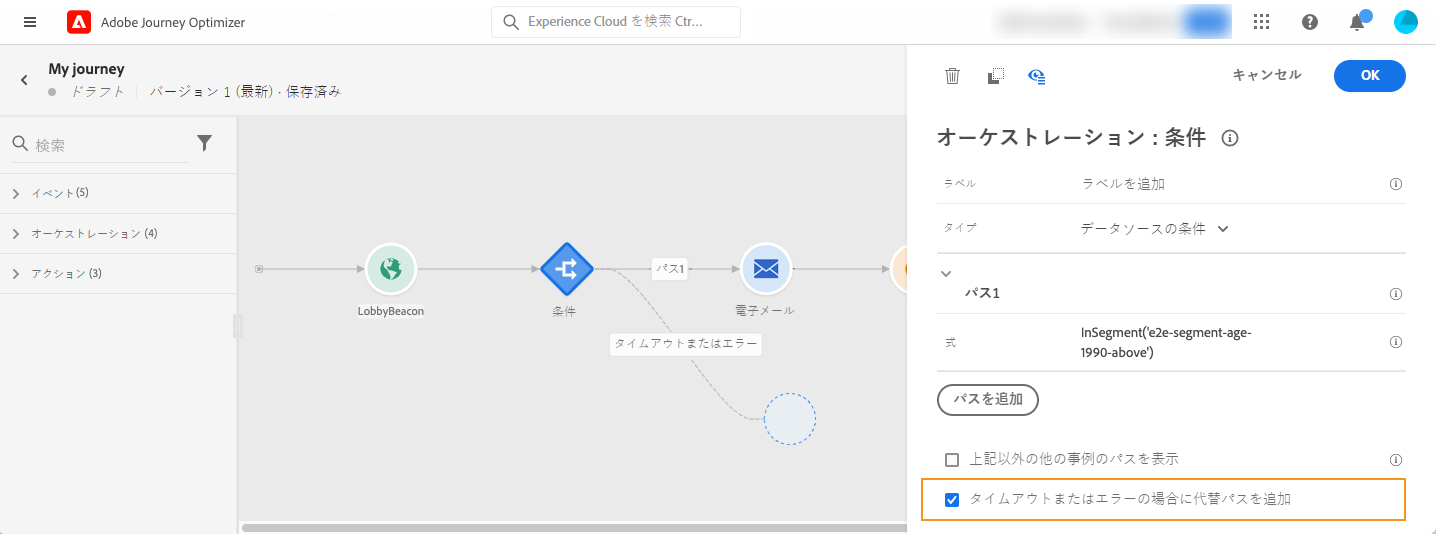 Adobe Journey Optimizer
Experience Cloud を検索 Ctr...
My journey
ドラフト
バージョン 1 (最新) · 保存済み
キャンセル
OK
検索
イベント(5)
オーケストレーション (4)
アクション (3)
LobbyBeacon
条件
パス1
電子メール
タイムアウトまたはエラー
オーケストレーション : 条件
ラベル
ラベルを追加
タイプ
データソースの条件
パス1
式
InSegment('e2e-segment-age-
1990-above')
パスを追加
上記以外の他の事例のパスを表示
タイムアウトまたはエラーの場合に代替パスを追加